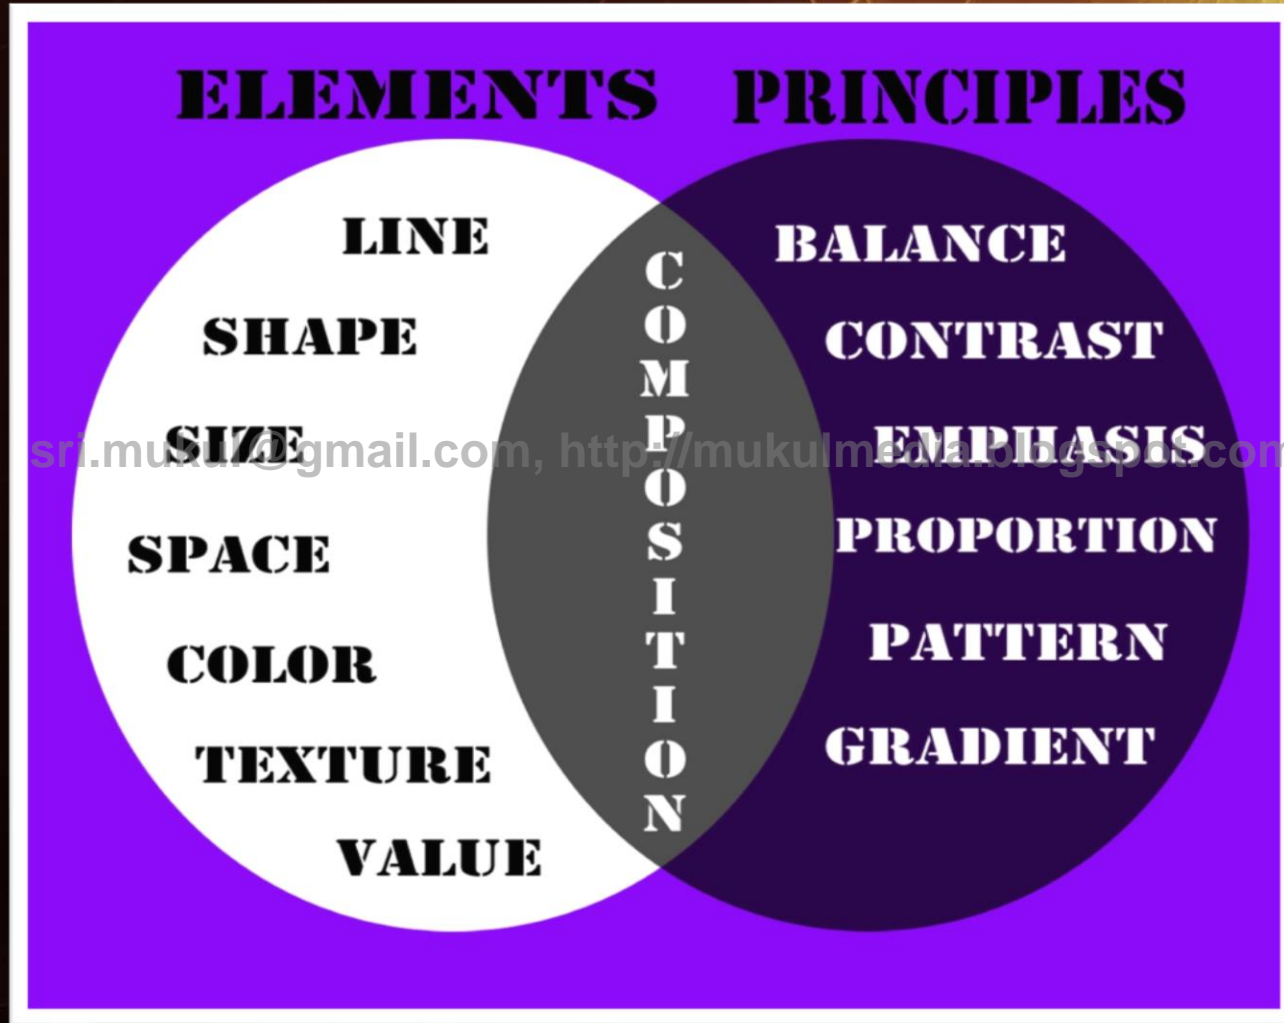 ELEMENTS PRINCIPLES
LINE
SHAPE
SIZE
SPACE
COLOR
TEXTURE
VALUE
COMPOSITION
BALANCE
CONTRAST
EMPHASIS
PROPORTION
PATTERN
GRADIENT
sri.mukul@gmail.com, http://mukulmedia.blogspot.com